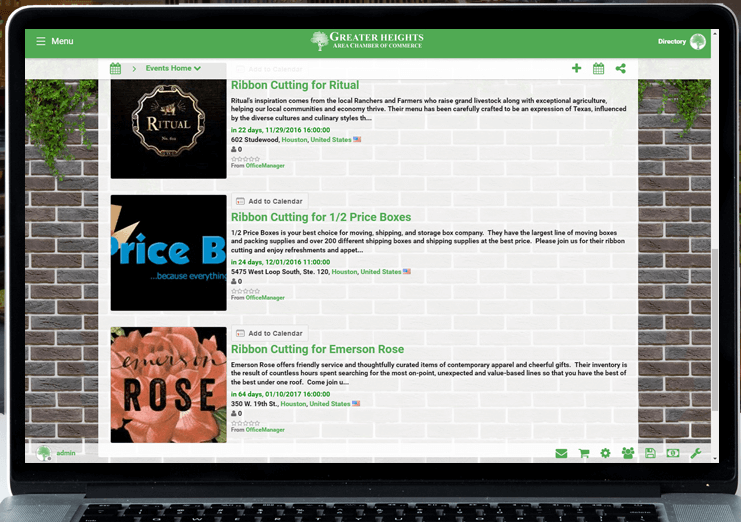 Menu
GREATER HEIGHTS
AREA CHAMBER OF COMMERCE
Directory
Events Home
Add to Calendar
Ribbon Cutting for Ritual
Ritual's inspiration comes from the local Ranchers and Farmers who raise grand livestock along with exceptional agriculture,
helping our local communities and economy thrive. Their menu has been carefully crafted to be an expression of Texas, influenced
by the diverse cultures and culinary styles th...
in 22 days, 11/29/2016 16:00:00
602 Studewood, Houston, United States
0
From OfficeManager
RITUAL
Add to Calendar
Ribbon Cutting for 1/2 Price Boxes
1/2 Price Boxes is your best choice for moving, shipping, and storage box company. They have the largest line of moving boxes
and packing supplies and over 200 different shipping boxes and shipping supplies at the best price. Please join us for their ribbon
cutting and enjoy refreshments and appet...
in 24 days, 12/01/2016 11:00:00
5475 West Loop South, Ste. 120, Houston, United States
0
From OfficeManager
Price B
...because everything
Add to Calendar
Ribbon Cutting for Emerson Rose
Emerson Rose offers friendly service and thoughtfully curated items of contemporary apparel and cheerful gifts. Their inventory is
the result of countless hours spent searching for the most on-point, unexpected and value-based lines so that you have the best of
the best under one roof. Come join u...
in 64 days, 01/10/2017 16:00:00
350 W. 19th St., Houston, United States
0
From OfficeManager
emerson
ROSE
admin